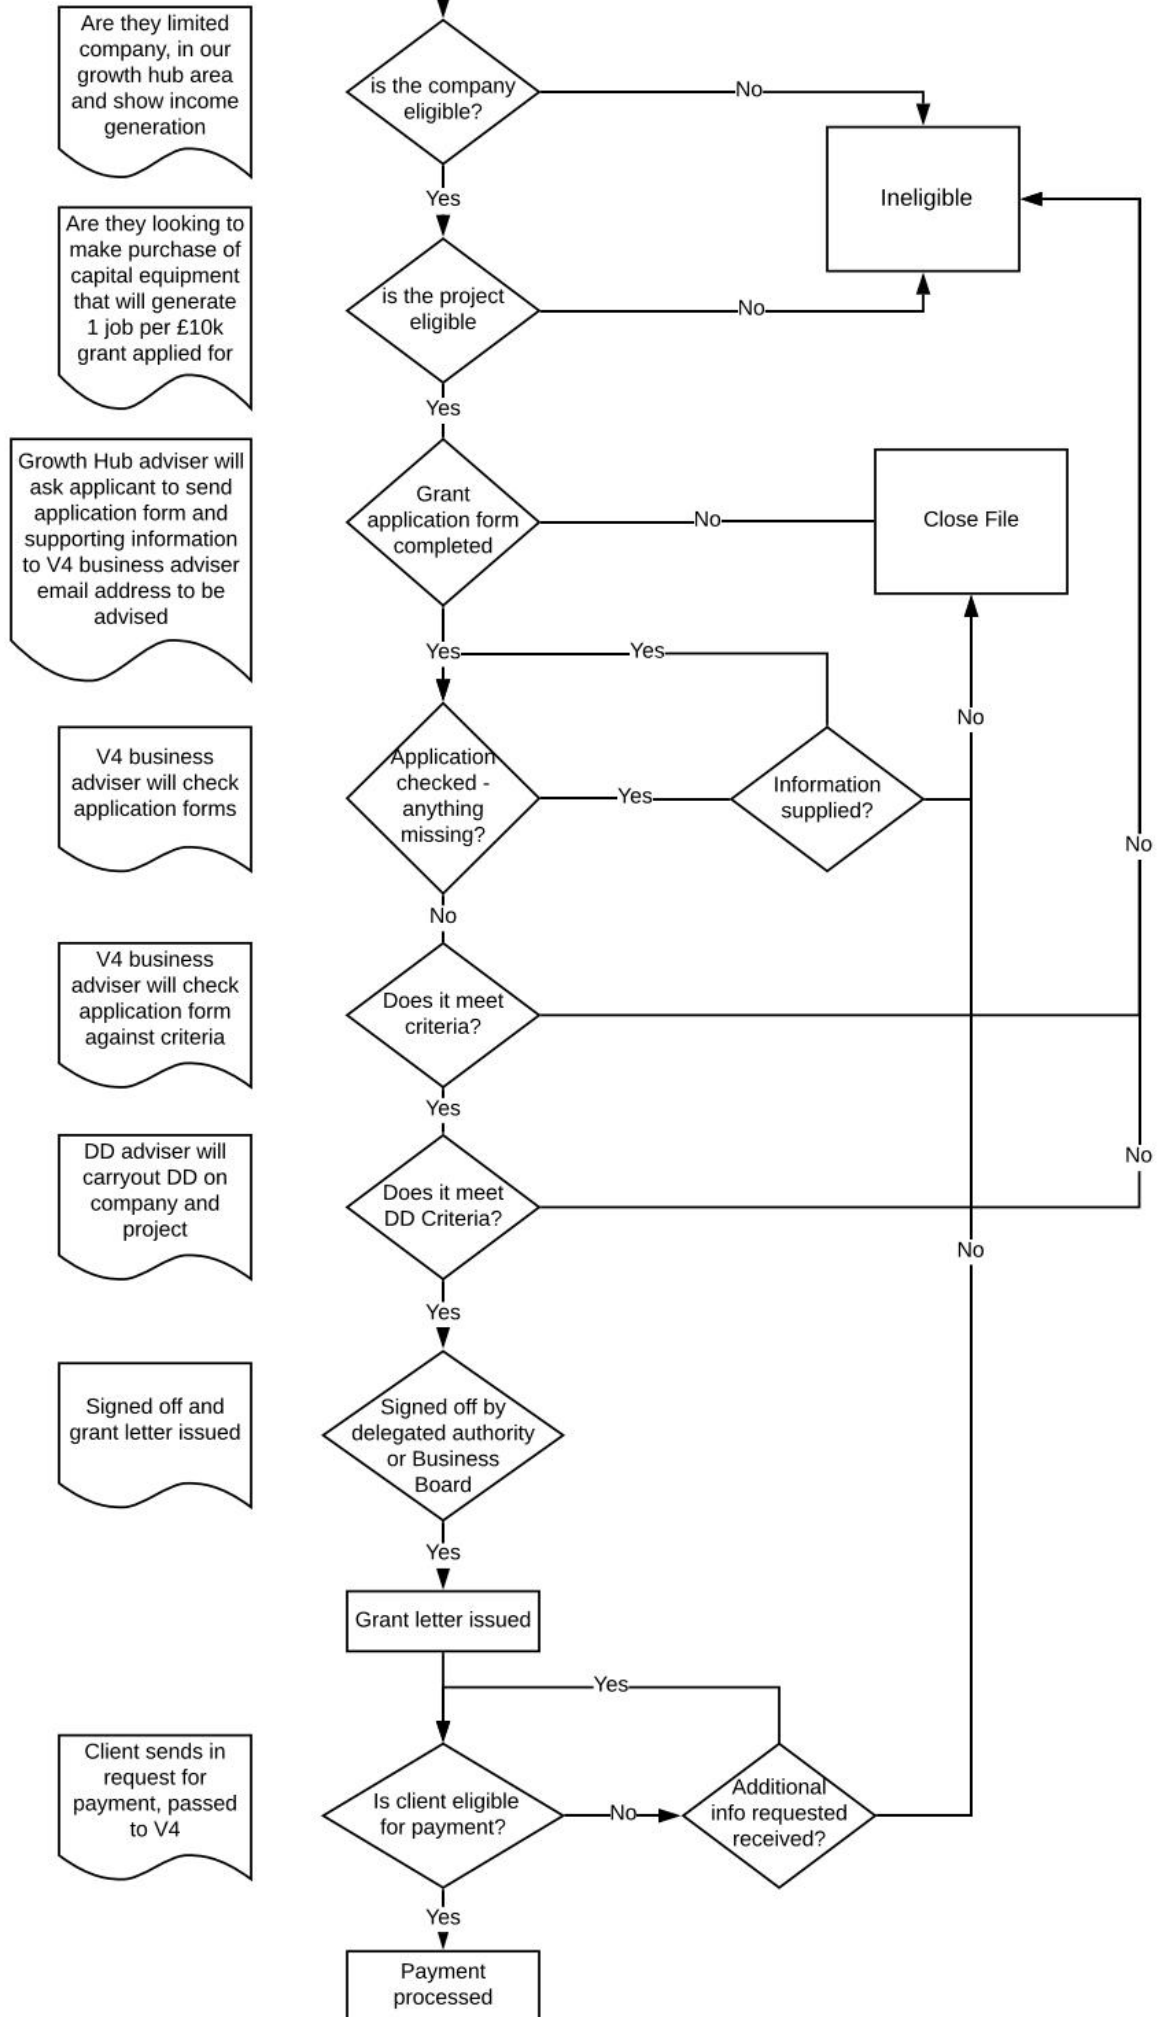 Are they limited
company, in our
growth hub area
and show income
generation
is the company
eligible?
No
Ineligible
Yes
Are they looking to
make purchase of
capital equipment
that will generate
1 job per £10k
grant applied for
is the project
eligible
No
Yes
Growth Hub adviser will
ask applicant to send
application form and
supporting information
to V4 business adviser
email address to be
advised
Grant
application form
completed
No
Close File
Yes
Yes
No
V4 business
adviser will check
application forms
Application
checked -
anything
missing?
Yes
Information
supplied?
No
No
V4 business
adviser will check
application form
against criteria
Does it meet
criteria?
Yes
DD adviser will
carryout DD on
company and
project
Does it meet
DD Criteria?
No
No
Yes
Signed off and
grant letter issued
Signed off by
delegated authority
or Business
Board
Yes
Grant letter issued
Yes
Client sends in
request for
payment, passed
to V4
Is client eligible
for payment?
No
Additional
info requested
received?
Yes
Payment
processed